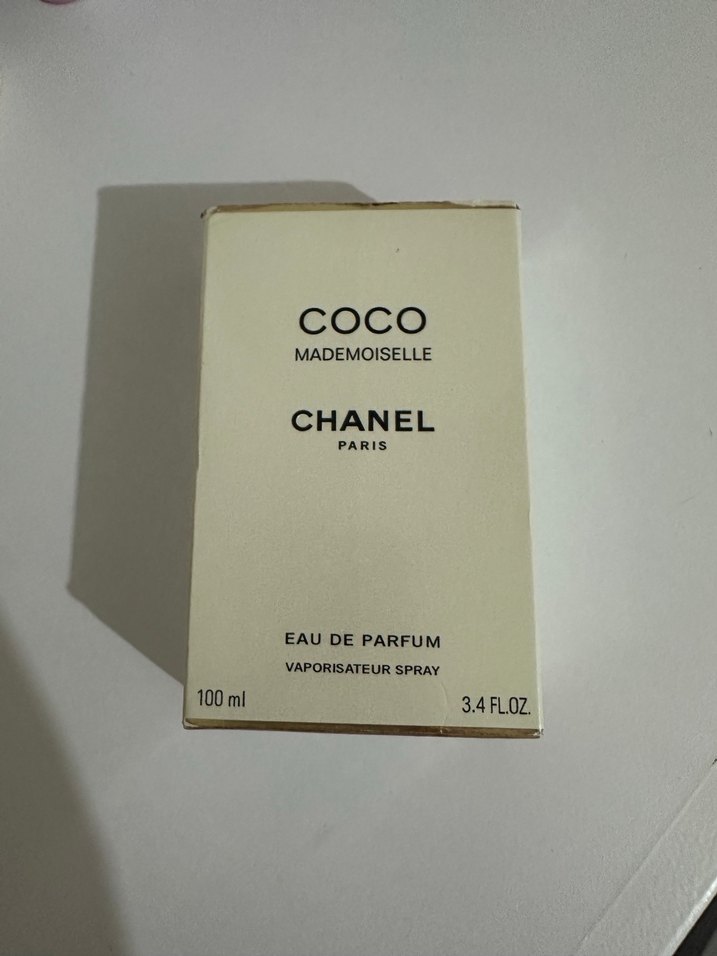 COCO
MADEMOISELLE
CHANEL
PARIS
EAU DE PARFUM
VAPORISATEUR SPRAY
100 ml
3.4 FL.OZ.